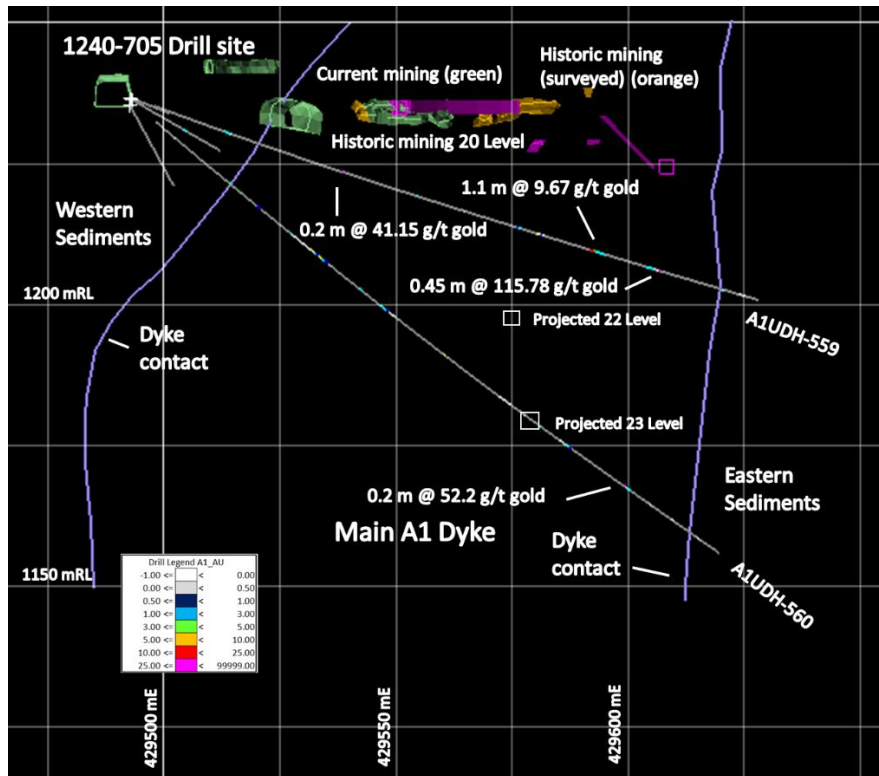 1240-705 Drill site
Current mining (green)
Historic mining
(surveyed) (orange)
Historic mining 20 Level
Western
Sediments
1.1 m @ 9.67 g/t gold
0.2 m @ 41.15 g/t gold
0.45 m @ 115.78 g/t gold
1200 mRL
Projected 22 Level
A1UDH-559
Dyke
contact
Projected 23 Level
0.2 m @ 52.2 g/t gold
Eastern
Sediments
Main A1 Dyke
Dyke
contact
A1UDH-560
1150 mRL
Drill Legend A1_AU
-1.00 <= < 0.00
0.00 <= < 0.50
0.50 <= < 1.00
1.00 <= < 3.00
3.00 <= < 5.00
5.00 <= < 10.00
10.00 <= < 25.00
25.00 <= < 99999.00
429500 mE
429550 mE
429600 mE